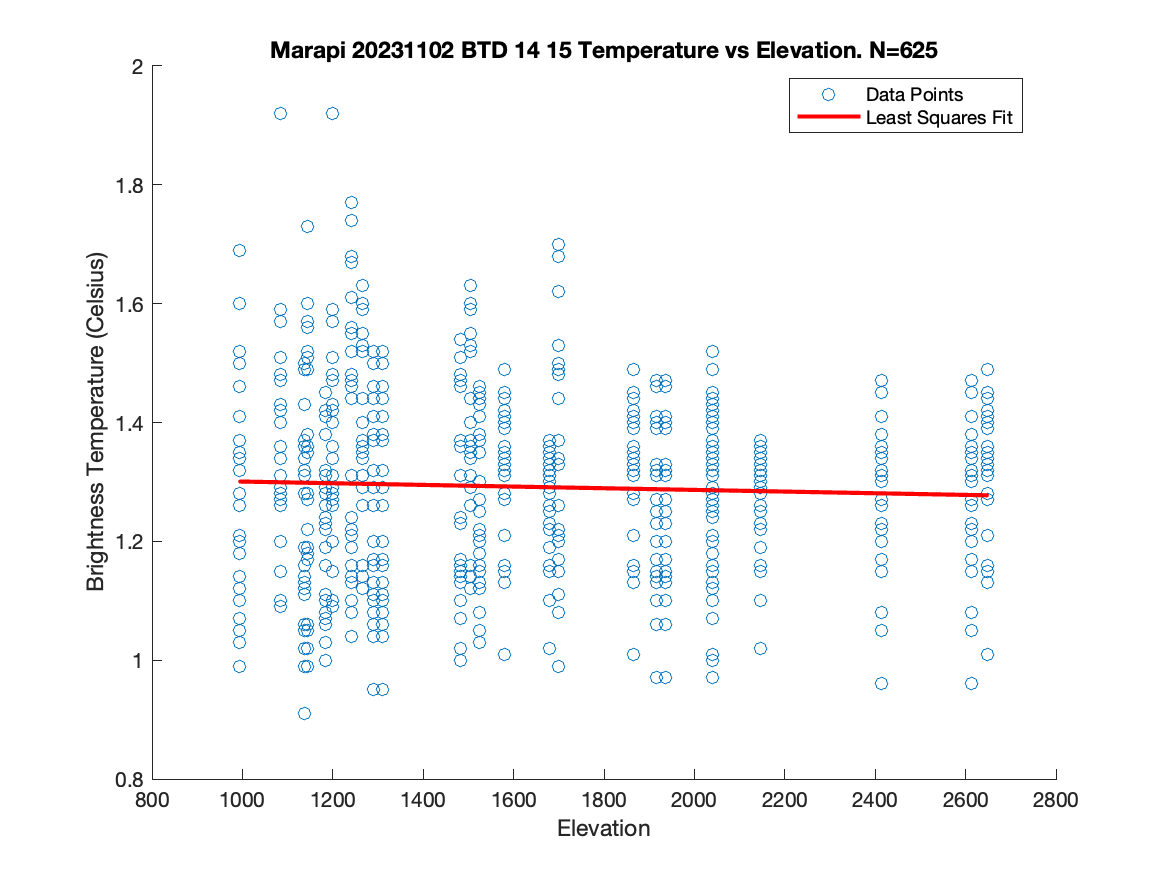 Marapi 20231102 BTD 14 15 Temperature vs Elevation. N=625
Data Points
Least Squares Fit
Brightness Temperature (Celsius)
2
1.8
1.6
1.4
1.2
1
0.8
800 1000 1200 1400 1600 1800 2000 2200 2400 2600 2800
Elevation